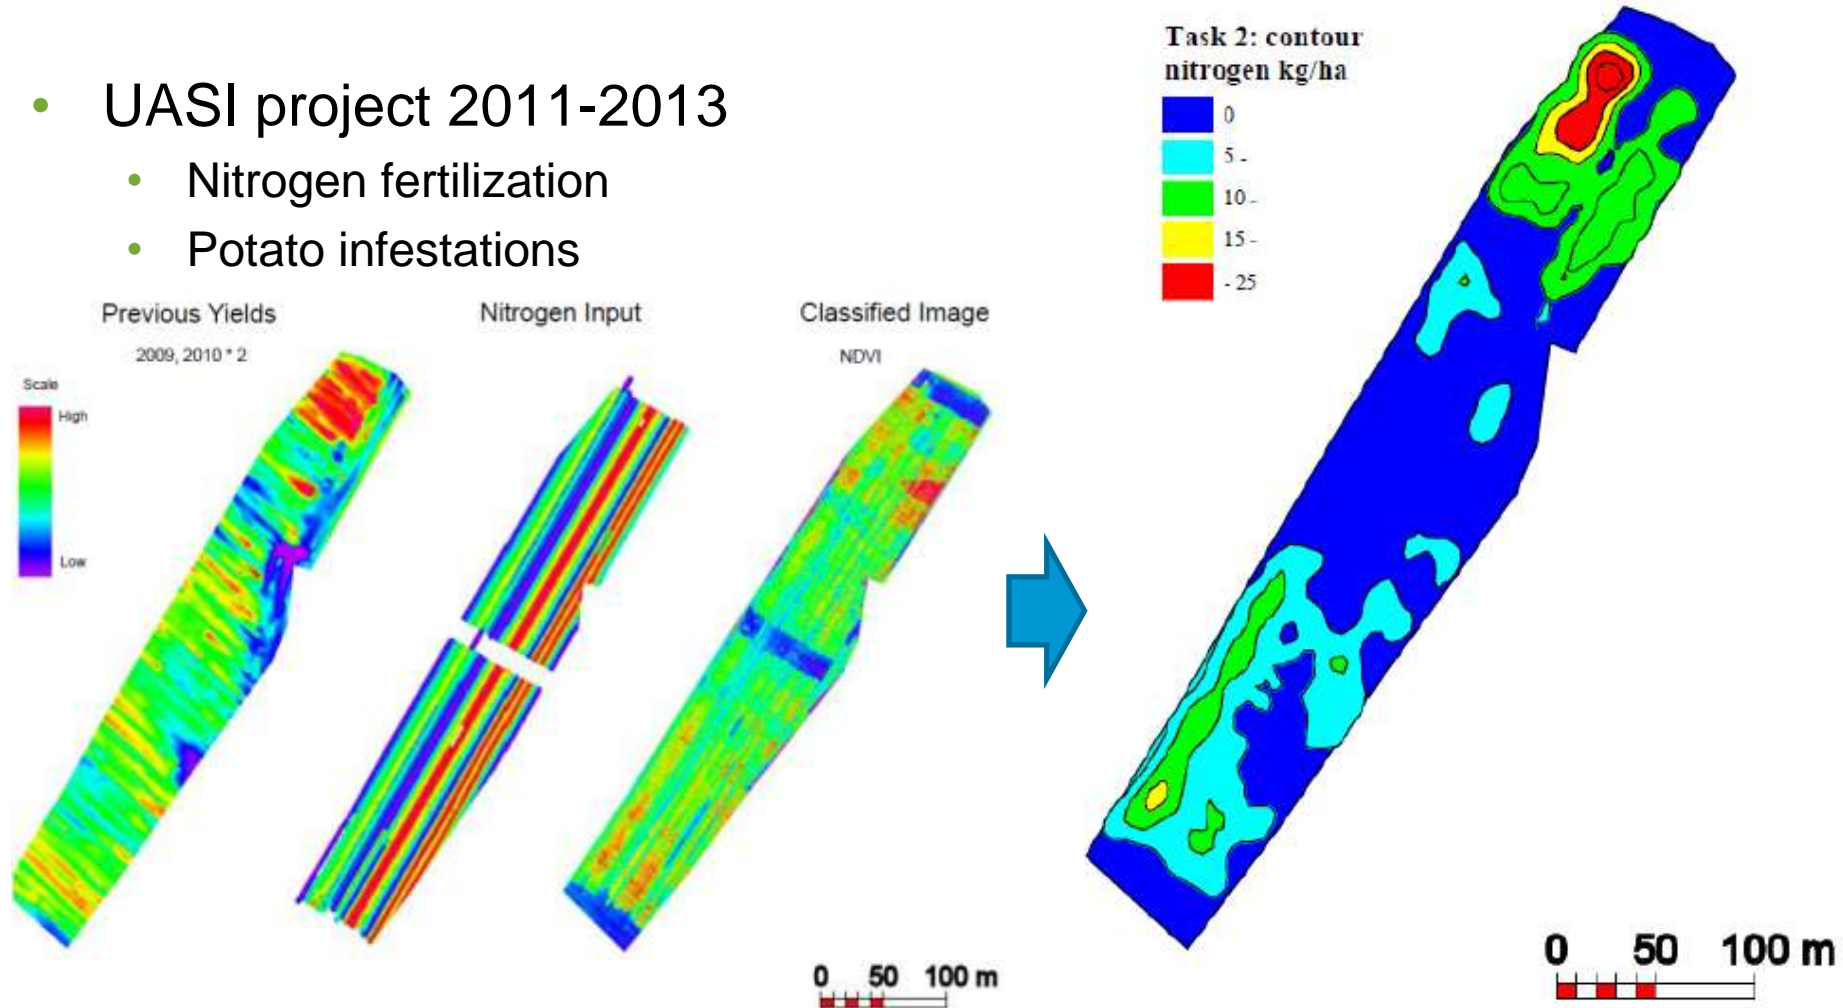 • UASI project 2011-2013
• Nitrogen fertilization
• Potato infestations
Previous Yields
2009, 2010 * 2
Scale
High
Low
Nitrogen Input
Classified Image
NDVI
0 50 100 m
Task 2: contour
nitrogen kg/ha
0
5 -
10 -
15 -
- 25
0 50 100 m